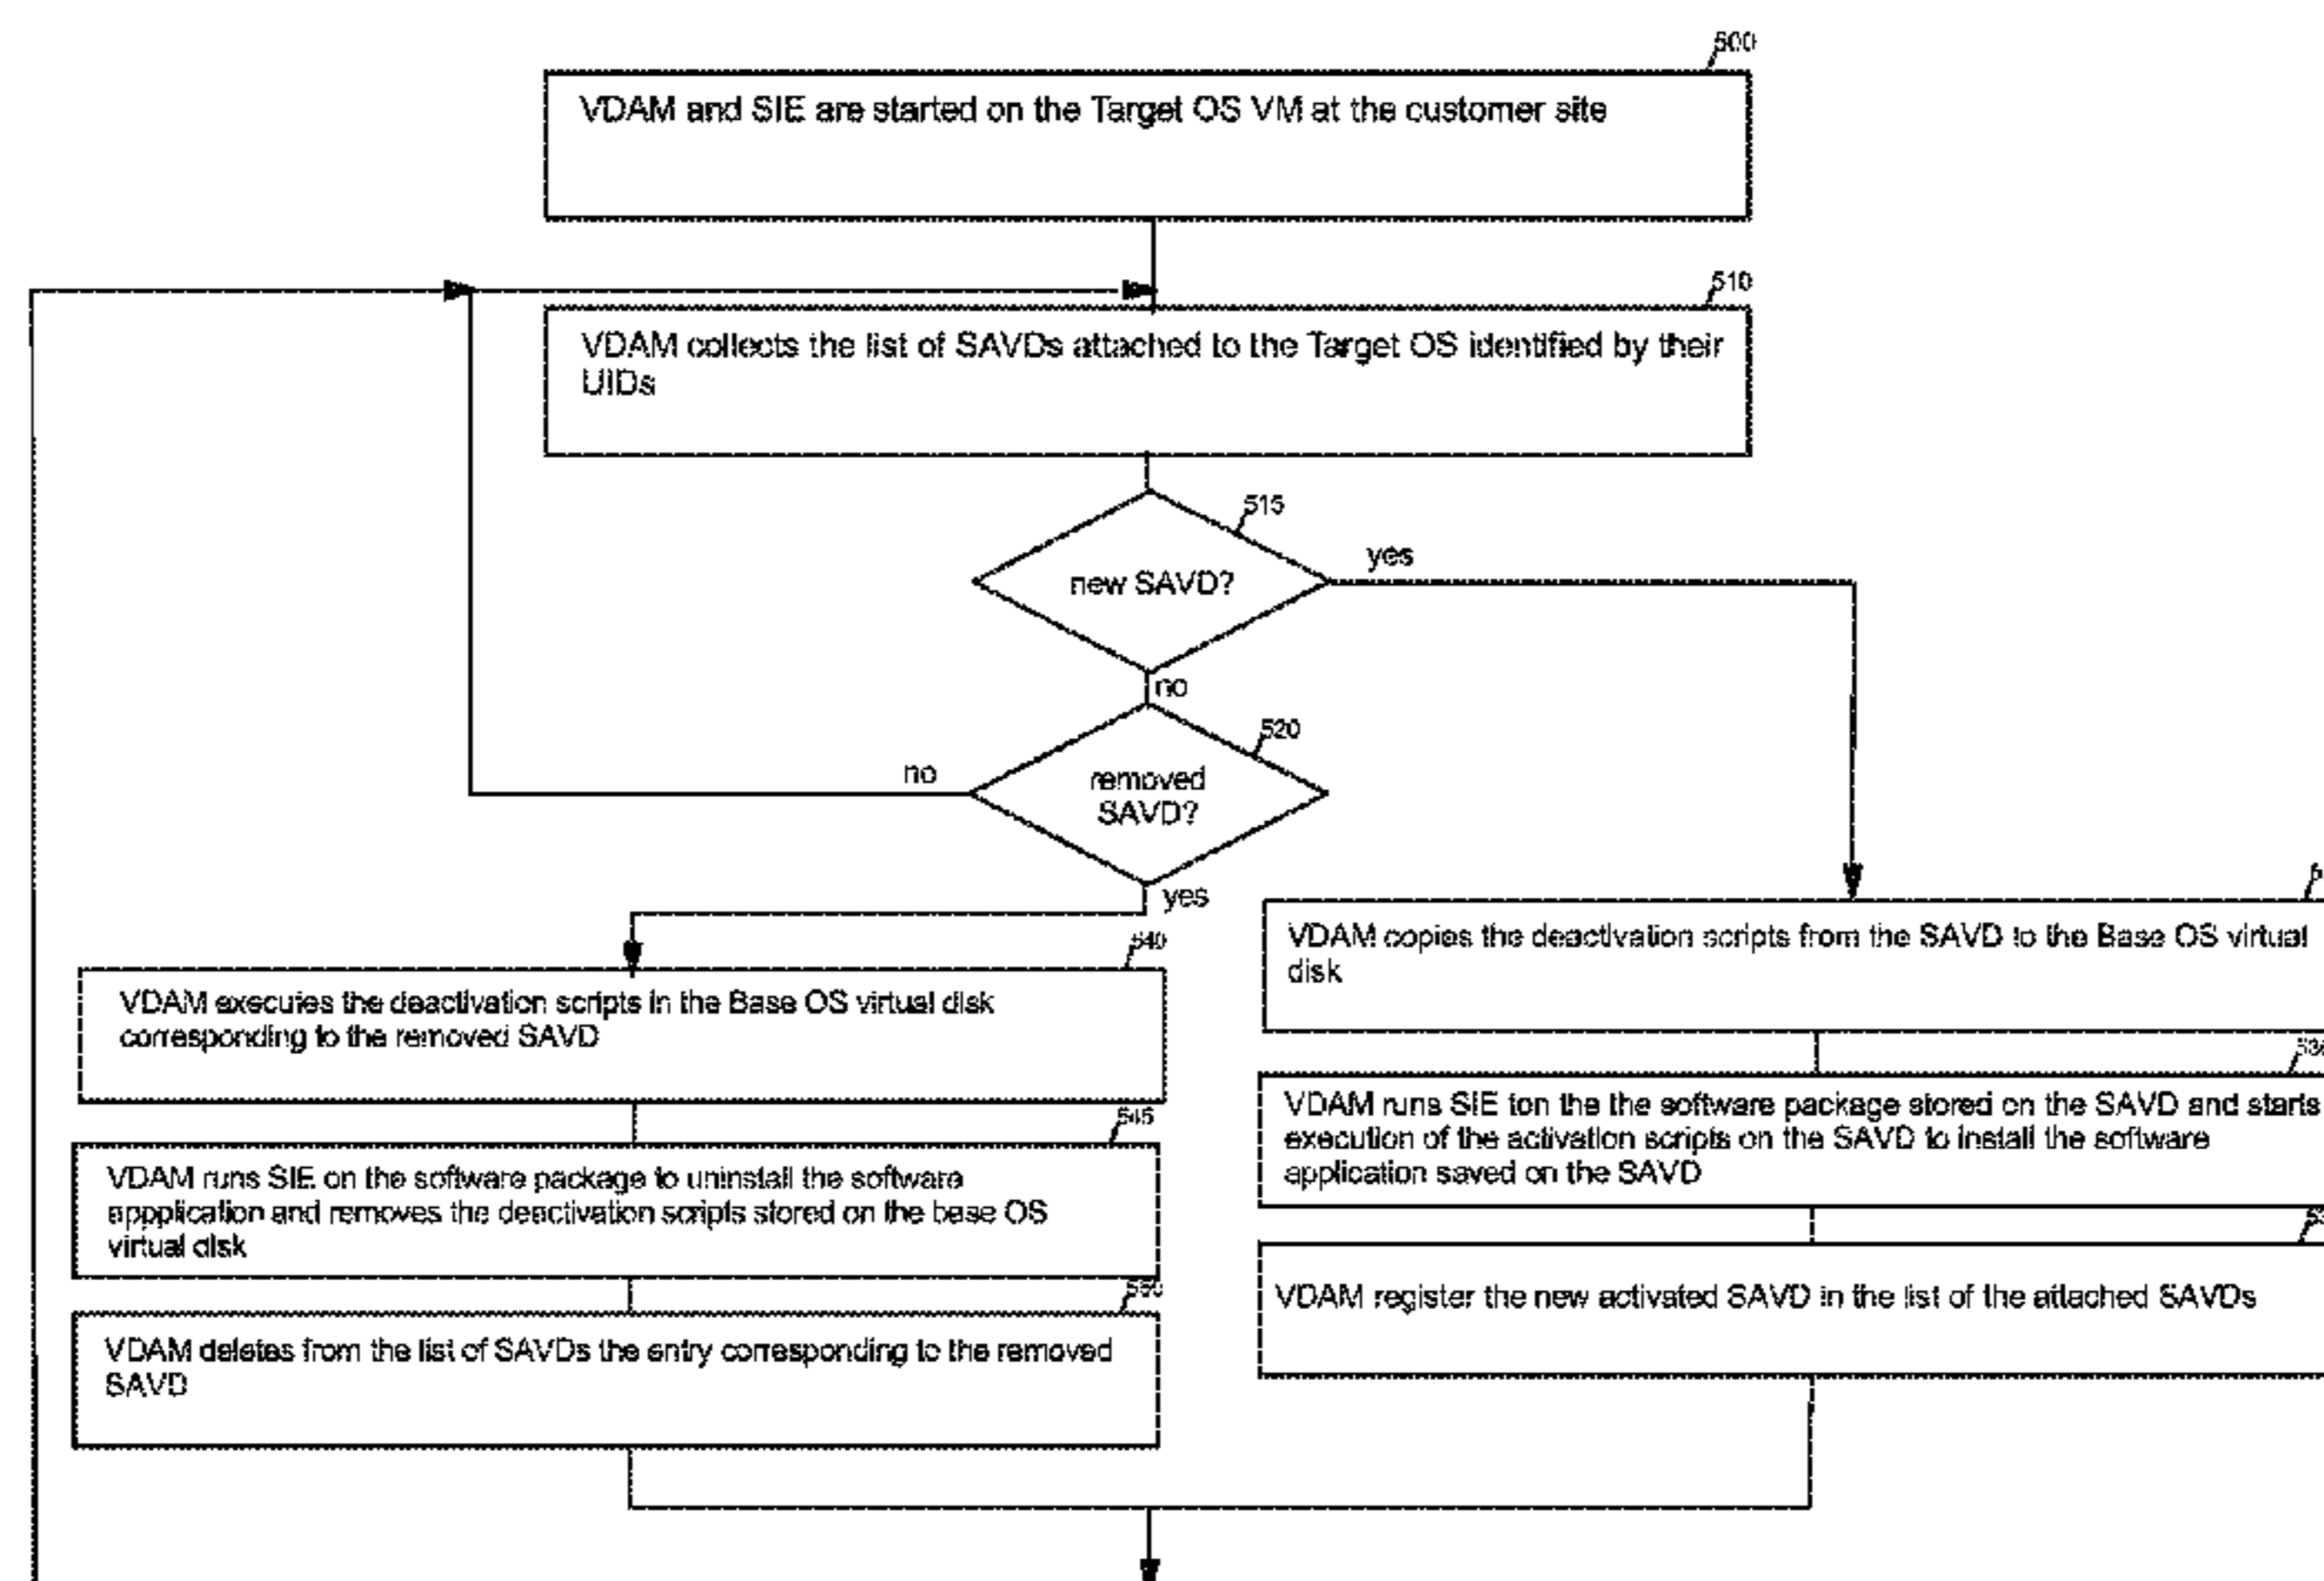 500
VDAM and SIE are started on the Target OS VM at the customer site
510
VDAM collects the list of SAVDs attached to the Target OS identified by their
UIDs
515
new SAVD?
yes
no
520
removed
SAVD?
no
yes
540
VDAM executes the deactivation scripts in the Base OS virtual disk
corresponding to the removed SAVD
545
VDAM runs SIE on the software package to uninstall the software
appplication and removes the deactivation scripts stored on the base OS
virtual disk
550
VDAM deletes from the list of SAVDs the entry corresponding to the removed
SAVD
VDAM copies the deactivation scripts from the SAVD to the Base OS virtual
disk
VDAM runs SIE ton the the software package stored on the SAVD and starts
execution of the activation scripts on the SAVD to install the software
application saved on the SAVD
VDAM register the new activated SAVD in the list of the attached SAVDs